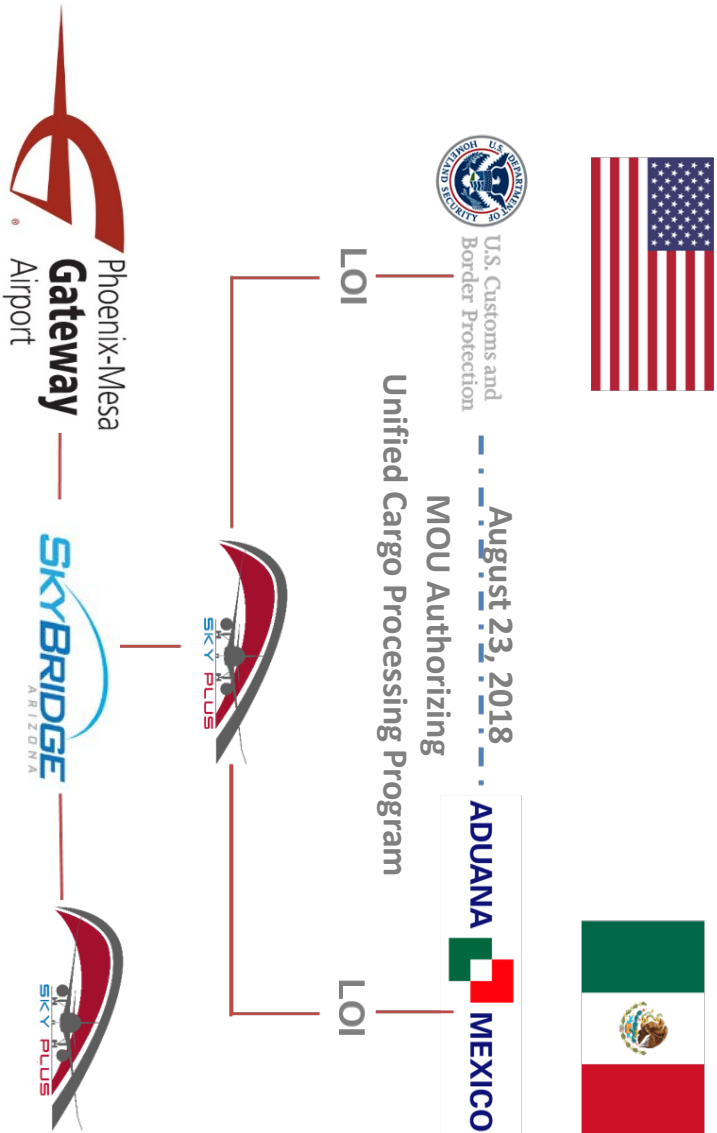 U.S. DEPARTMENT OF
HOMELAND SECURITY
U.S. Customs and
Border Protection
August 23, 2018
ADUANA MEXICO
MOU Authorizing
Unified Cargo Processing Program
LOI
LOI
SKY PLUS
Phoenix-Mesa
Gateway
Airport
®
SKYBRIDGE
ARIZONA
SKY PLUS